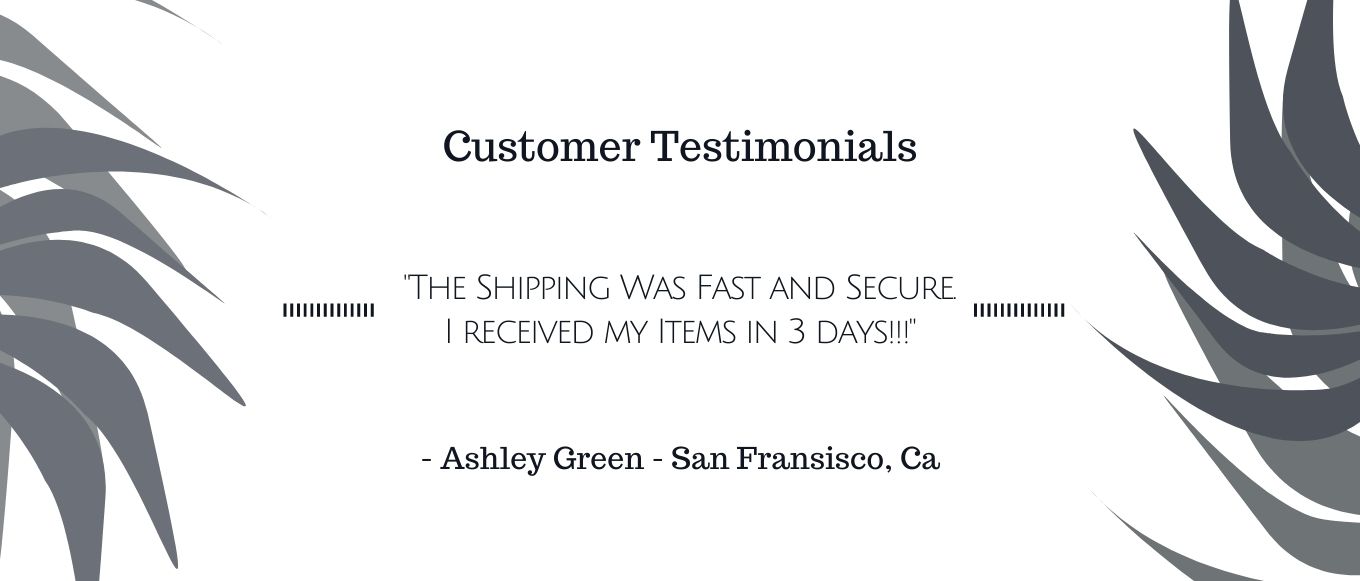 Customer Testimonials
"The Shipping Was Fast and Secure.
I received my Items in 3 days!!!"
- Ashley Green - San Fransisco, Ca